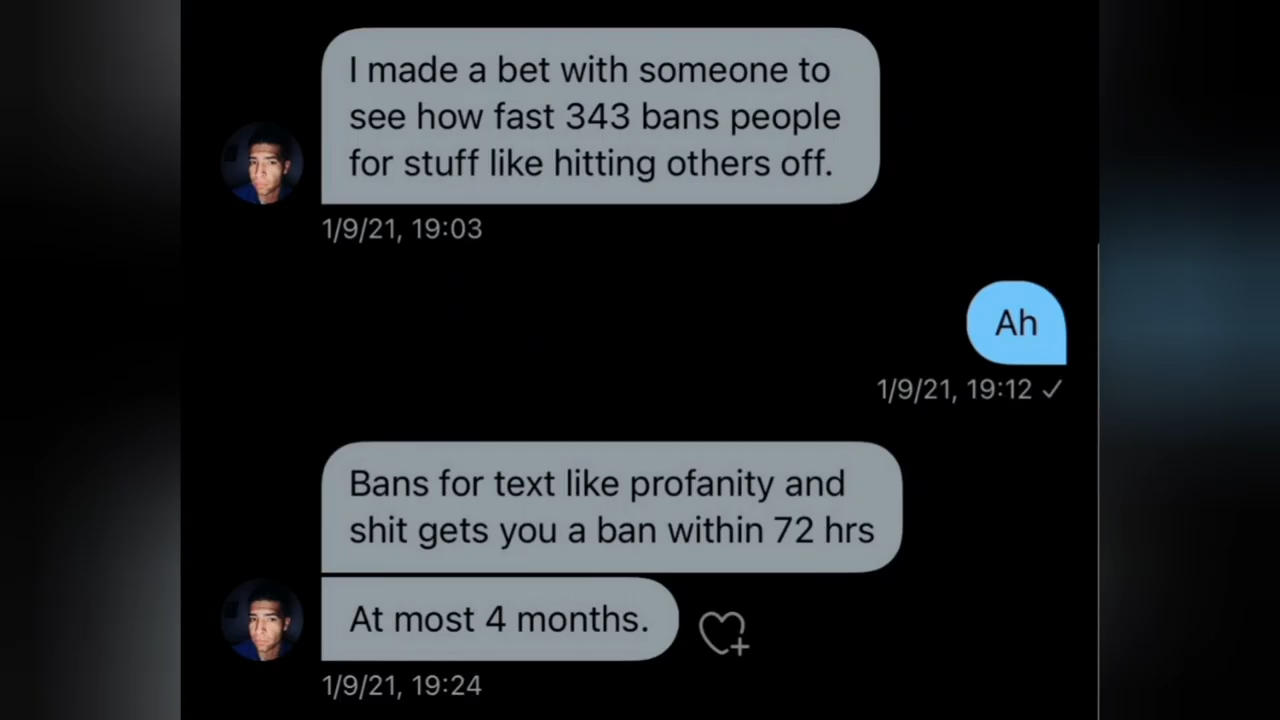 I made a bet with someone to
see how fast 343 bans people
for stuff like hitting others off.
1/9/21, 19:03
Ah
1/9/21, 19:12 ✓
Bans for text like profanity and
shit gets you a ban within 72 hrs
At most 4 months.
1/9/21, 19:24